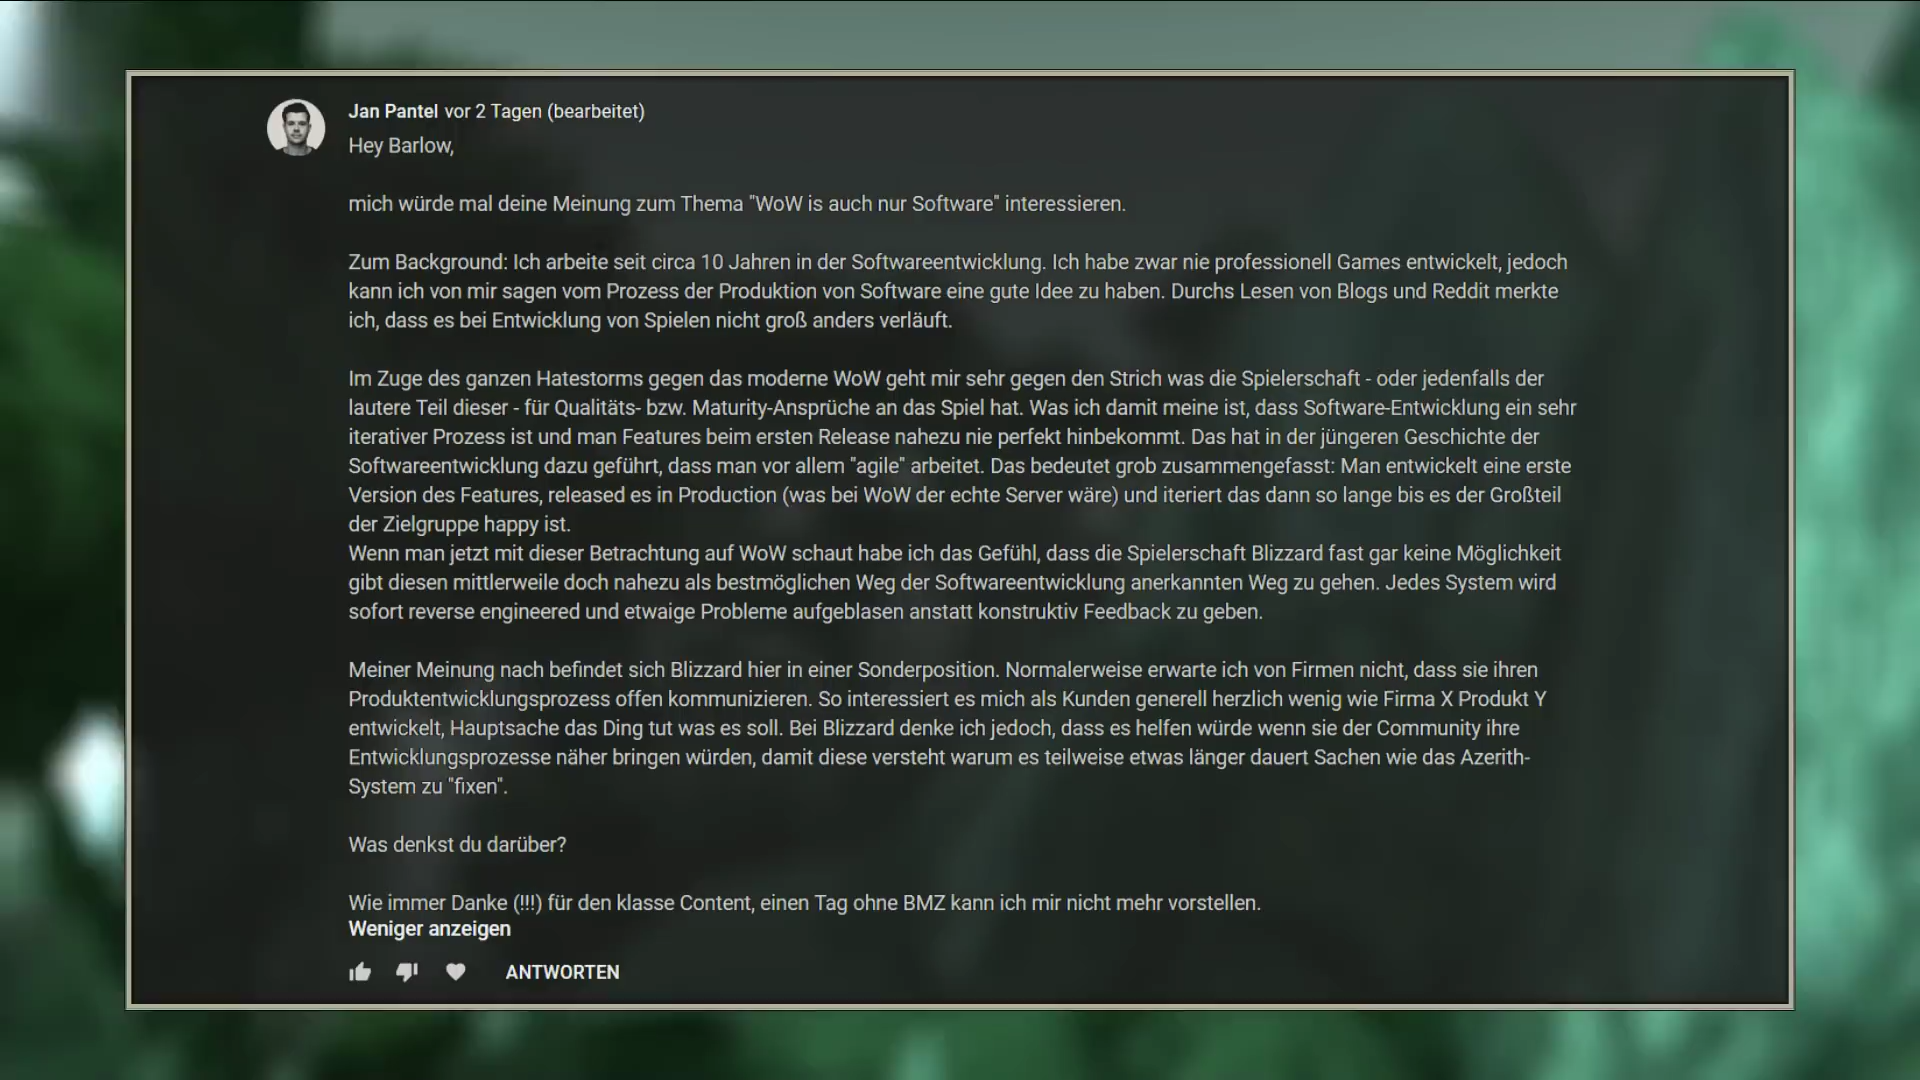 Jan Pantel vor 2 Tagen (bearbeitet)
Hey Barlow,
mich würde mal deine Meinung zum Thema "WoW is auch nur Software" interessieren.
Zum Background: Ich arbeite seit circa 10 Jahren in der Softwareentwicklung. Ich habe zwar nie professionell Games entwickelt, jedoch
kann ich von mir sagen vom Prozess der Produktion von Software eine gute Idee zu haben. Durchs Lesen von Blogs und Reddit merkte
ich, dass es bei Entwicklung von Spielen nicht groß anders verläuft.
Im Zuge des ganzen Hatestorms gegen das moderne WoW geht mir sehr gegen den Strich was die Spielerschaft - oder jedenfalls der
lautere Teil dieser - für Qualitäts- bzw. Maturity-Ansprüche an das Spiel hat. Was ich damit meine ist, dass Software-Entwicklung ein sehr
iterativer Prozess ist und man Features beim ersten Release nahezu nie perfekt hinbekommt. Das hat in der jüngeren Geschichte der
Softwareentwicklung dazu geführt, dass man vor allem "agile" arbeitet. Das bedeutet grob zusammengefasst: Man entwickelt eine erste
Version des Features, released es in Production (was bei WoW der echte Server wäre) und iteriert das dann so lange bis es der Großteil
der Zielgruppe happy ist.
Wenn man jetzt mit dieser Betrachtung auf WoW schaut habe ich das Gefühl, dass die Spielerschaft Blizzard fast gar keine Möglichkeit
gibt diesen mittlerweile doch nahezu als bestmöglichen Weg der Softwareentwicklung anerkannten Weg zu gehen. Jedes System wird
sofort reverse engineered und etwaige Probleme aufgeblasen anstatt konstruktiv Feedback zu geben.
Meiner Meinung nach befindet sich Blizzard hier in einer Sonderposition. Normalerweise erwarte ich von Firmen nicht, dass sie ihren
Produktentwicklungsprozess offen kommunizieren. So interessiert es mich als Kunden generell herzlich wenig wie Firma X Produkt Y
entwickelt, Hauptsache das Ding tut was es soll. Bei Blizzard denke ich jedoch, dass es helfen würde wenn sie der Community ihre
Entwicklungsprozesse näher bringen würden, damit diese versteht warum es teilweise etwas länger dauert Sachen wie das Azerith-
System zu "fixen".
Was denkst du darüber?
Wie immer Danke (!!!) für den klasse Content, einen Tag ohne BMZ kann ich mir nicht mehr vorstellen.
Weniger anzeigen
ANTWORTEN